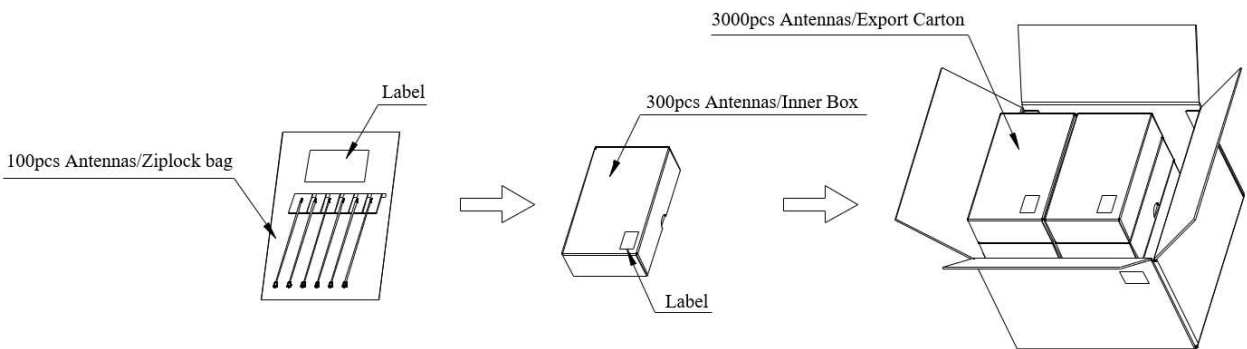 3000pcs Antennas/Export Carton
Label
300pcs Antennas/Inner Box
100pcs Antennas/Ziplock bag
Label